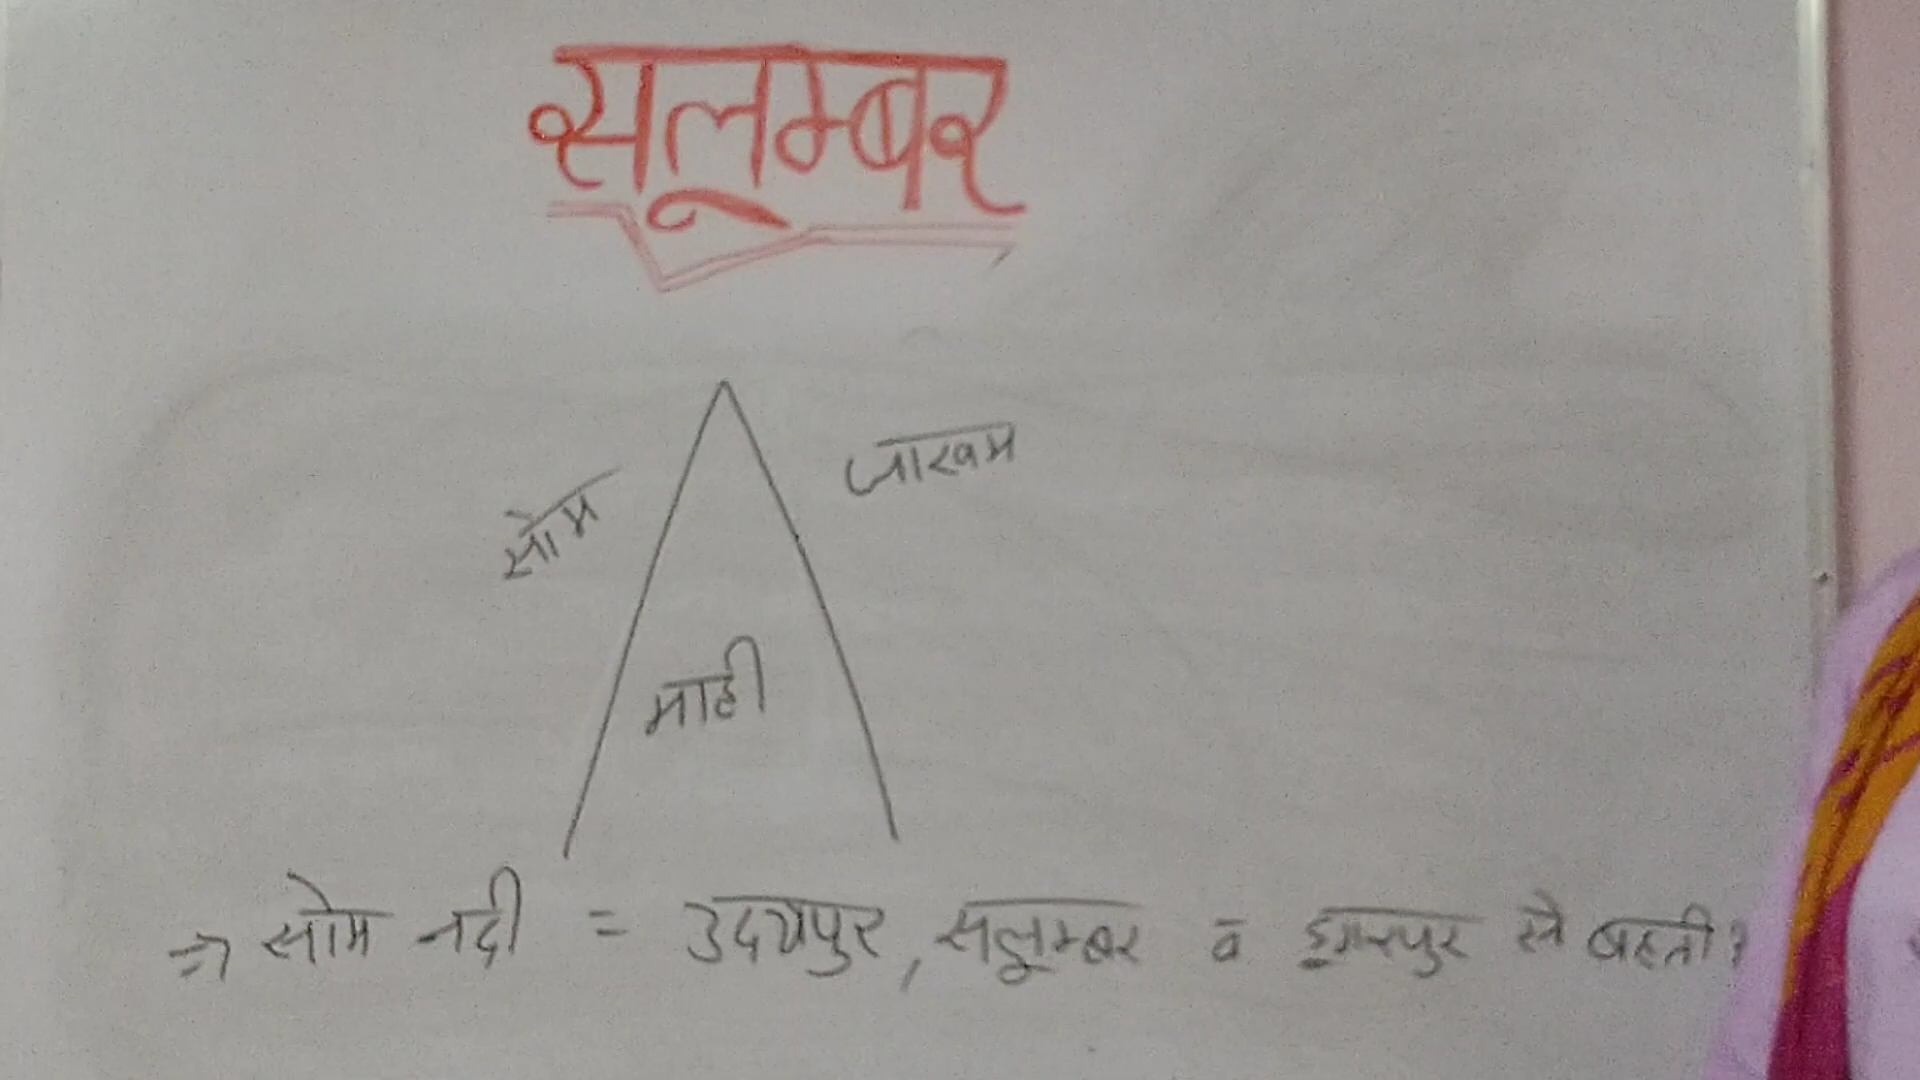 सलूम्बर
जाखम
सोम
माही
⇒ सोम नदी = उदयपुर, सलूम्बर व डूंगरपुर से बहती